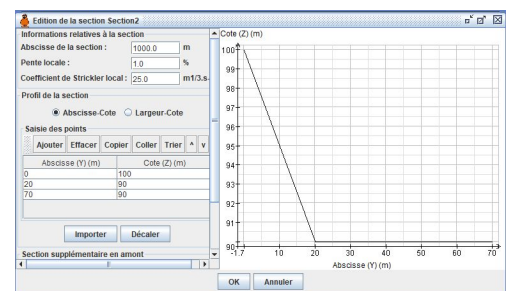 Edition de la section Section2
Informations relatives à la section
Abscisse de la section : 1000.0 m
Pente locale : 1.0 %
Coefficient de Strickler local : 25.0 m1/3.s-
Profil de la section
Abscisse-Cote Largeur-Cote
Saisie des points
Ajouter Effacer Copier Coller Trier ^ v
Abscisse (Y) (m) Cote (Z) (m)
0 100
20 90
70 90
Importer Décaler
Section supplémentaire en amont
Cote (Z) (m)
100
99
98
97
96
95
94
93
92
91
90
-1.7 10 20 30 40 50 60 70
Abscisse (Y) (m)
OK Annuler